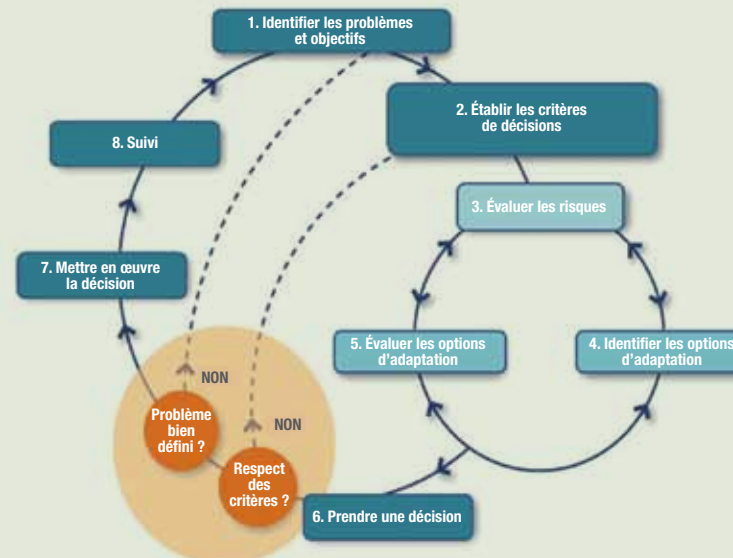 1. Identifier les problèmes
et objectifs
2. Établir les critères
de décisions
8. Suivi
3. Évaluer les risques
7. Mettre en œuvre
la décision
5. Évaluer les options
d'adaptation
4. Identifier les options
d'adaptation
NON
Problème
bien
défini ?
NON
Respect
des
critères ?
6. Prendre une décision